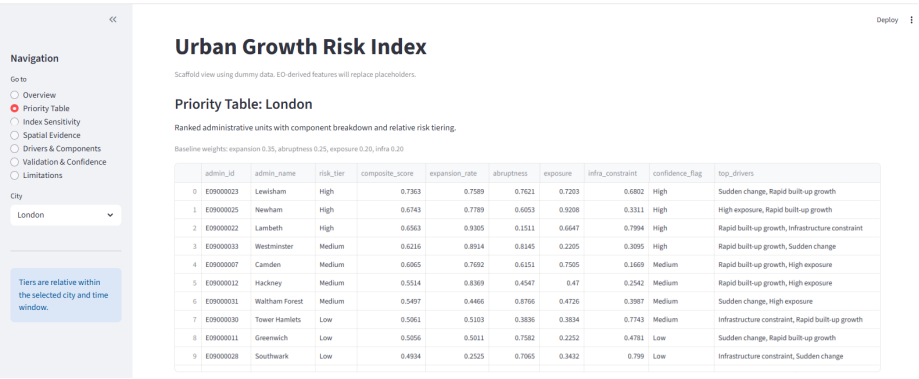 Deploy
Navigation
Go to
Overview
Priority Table
Index Sensitivity
Spatial Evidence
Drivers & Components
Validation & Confidence
Limitations
City
London
Tiers are relative within
the selected city and time
window.
Urban Growth Risk Index
Scaffold view using dummy data. EO-derived features will replace placeholders.
Priority Table: London
Ranked administrative units with component breakdown and relative risk tiering.
Baseline weights: expansion 0.35, abruptness 0.25, exposure 0.20, infra 0.20
admin_id admin_name risk_tier composite_score expansion_rate abruptness exposure infra_constraint confidence_flag top_drivers
0 E09000023 Lewisham High 0.7363 0.7589 0.7621 0.7203 0.6802 High Sudden change, Rapid built-up growth
1 E09000025 Newham High 0.6743 0.7789 0.6053 0.9208 0.3311 High High exposure, Rapid built-up growth
2 E09000022 Lambeth High 0.6563 0.9305 0.1511 0.6647 0.7994 High Rapid built-up growth, Infrastructure constraint
3 E09000033 Westminster Medium 0.6216 0.8914 0.8145 0.2205 0.3095 High Rapid built-up growth, Sudden change
4 E09000007 Camden Medium 0.6065 0.7692 0.6151 0.7505 0.1669 Medium Rapid built-up growth, High exposure
5 E09000012 Hackney Medium 0.5514 0.8369 0.4547 0.47 0.2542 Medium Rapid built-up growth, High exposure
6 E09000031 Waltham Forest Medium 0.5497 0.4466 0.8766 0.4726 0.3987 Medium Sudden change, High exposure
7 E09000030 Tower Hamlets Low 0.5061 0.5103 0.3836 0.3834 0.7743 Medium Infrastructure constraint, Rapid built-up growth
8 E09000011 Greenwich Low 0.5056 0.5011 0.7582 0.2252 0.4781 Low Sudden change, Rapid built-up growth
9 E09000028 Southwark Low 0.4934 0.2525 0.7065 0.3432 0.799 Low Infrastructure constraint, Sudden change